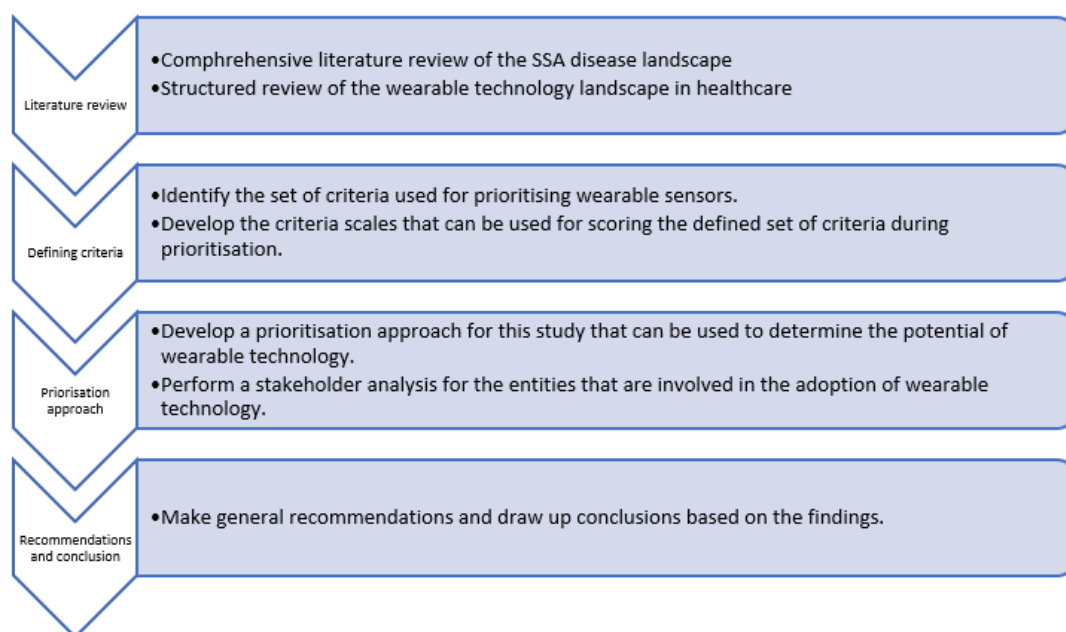 Literature review
•Comphrehensive literature review of the SSA disease landscape
•Structured review of the wearable technology landscape in healthcare
Defining criteria
•Identify the set of criteria used for prioritising wearable sensors.
•Develop the criteria scales that can be used for scoring the defined set of criteria during
prioritisation.
Priorisation
approach
•Develop a prioritisation approach for this study that can be used to determine the potential of
wearable technology.
•Perform a stakeholder analysis for the entities that are involved in the adoption of wearable
technology.
Recommendations
and conclusion
•Make general recommendations and draw up conclusions based on the findings.